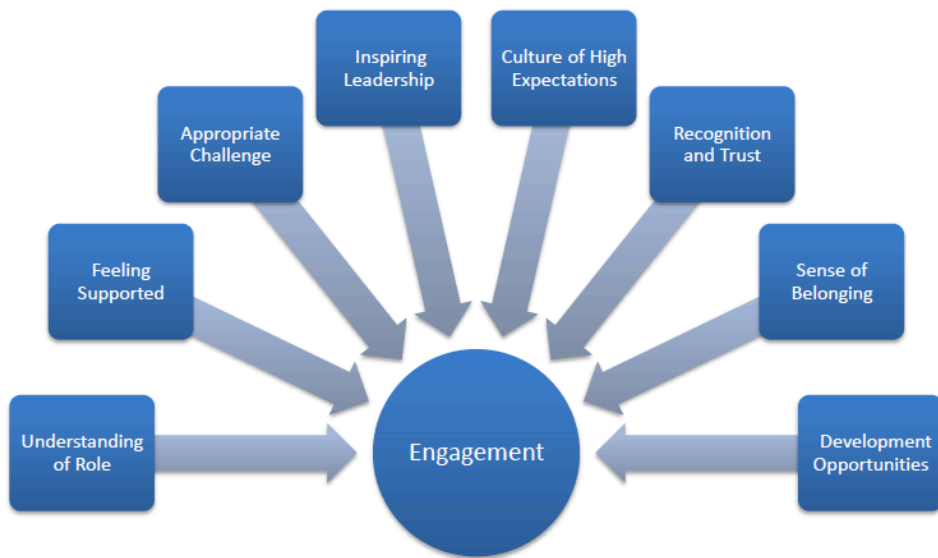 Inspiring
Leadership
Culture of High
Expectations
Appropriate
Challenge
Recognition
and Trust
Feeling
Supported
Sense of
Belonging
Understanding
of Role
Engagement
Development
Opportunities